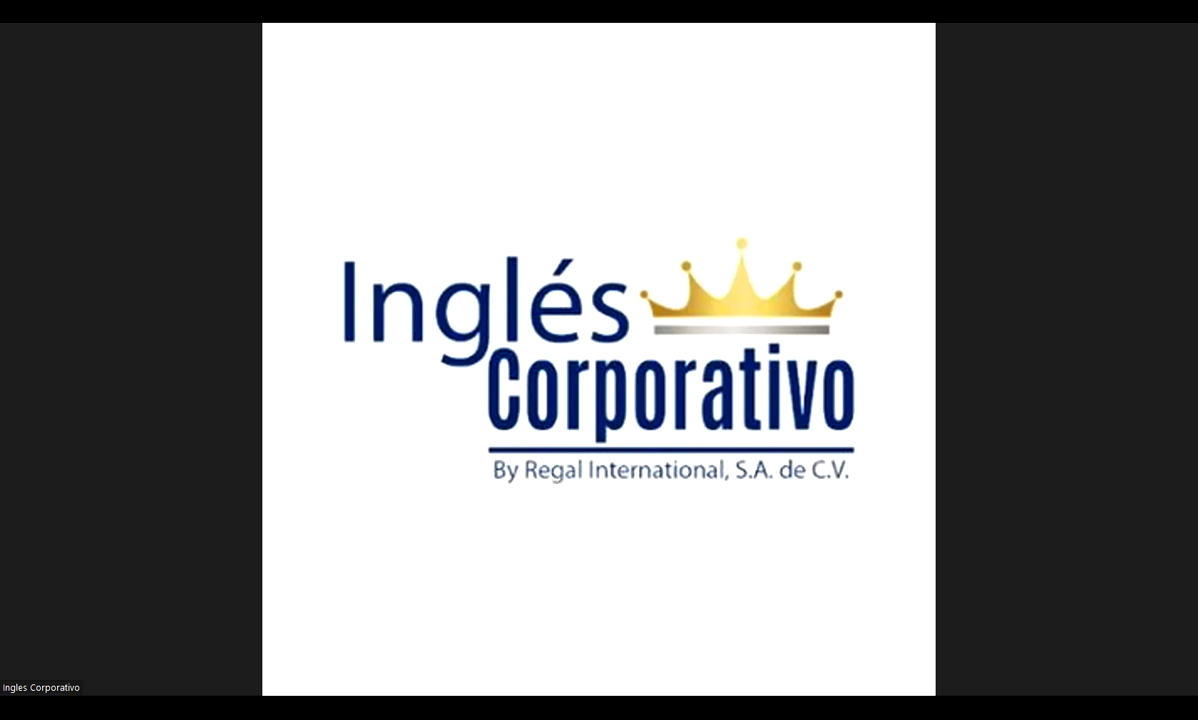 Inglés
Corporativo
By Regal International, S.A. de C.V.
Ingles Corporativo